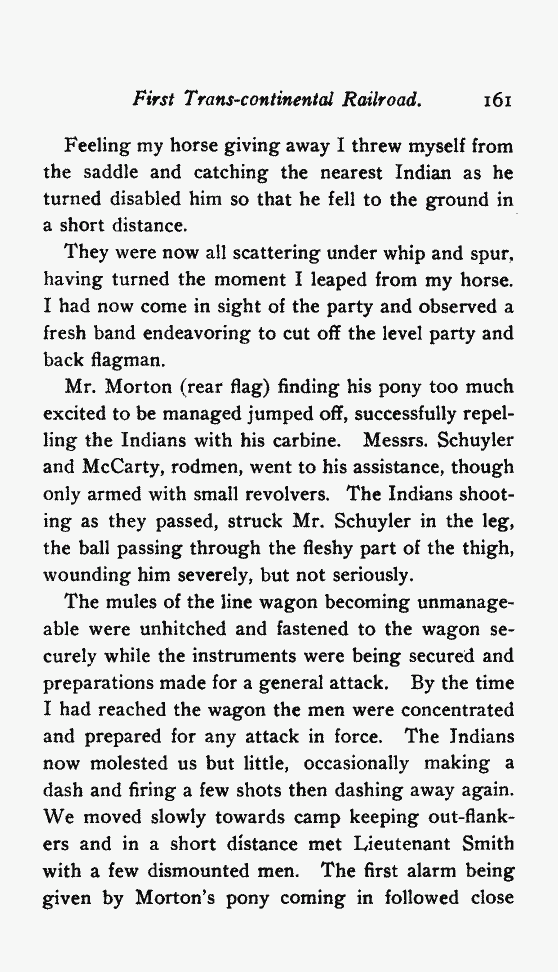 First Trans-continental Railroad. 161
Feeling my horse giving away I threw myself from
the saddle and catching the nearest Indian as he
turned disabled him so that he fell to the ground in
a short distance.
They were now all scattering under whip and spur,
having turned the moment I leaped from my horse.
I had now come in sight of the party and observed a
fresh band endeavoring to cut off the level party and
back flagman.
Mr. Morton (rear flag) finding his pony too much
excited to be managed jumped off, successfully repel-
ling the Indians with his carbine. Messrs. Schuyler
and McCarty, rodmen, went to his assistance, though
only armed with small revolvers. The Indians shoot-
ing as they passed, struck Mr. Schuyler in the leg,
the ball passing through the fleshy part of the thigh,
wounding him severely, but not seriously.
The mules of the line wagon becoming unmanage-
able were unhitched and fastened to the wagon se-
curely while the instruments were being secured and
preparations made for a general attack. By the time
I had reached the wagon the men were concentrated
and prepared for any attack in force. The Indians
now molested us but little, occasionally making a
dash and firing a few shots then dashing away again.
We moved slowly towards camp keeping out-flank-
ers and in a short distance met Lieutenant Smith
with a few dismounted men. The first alarm being
given by Morton's pony coming in followed close